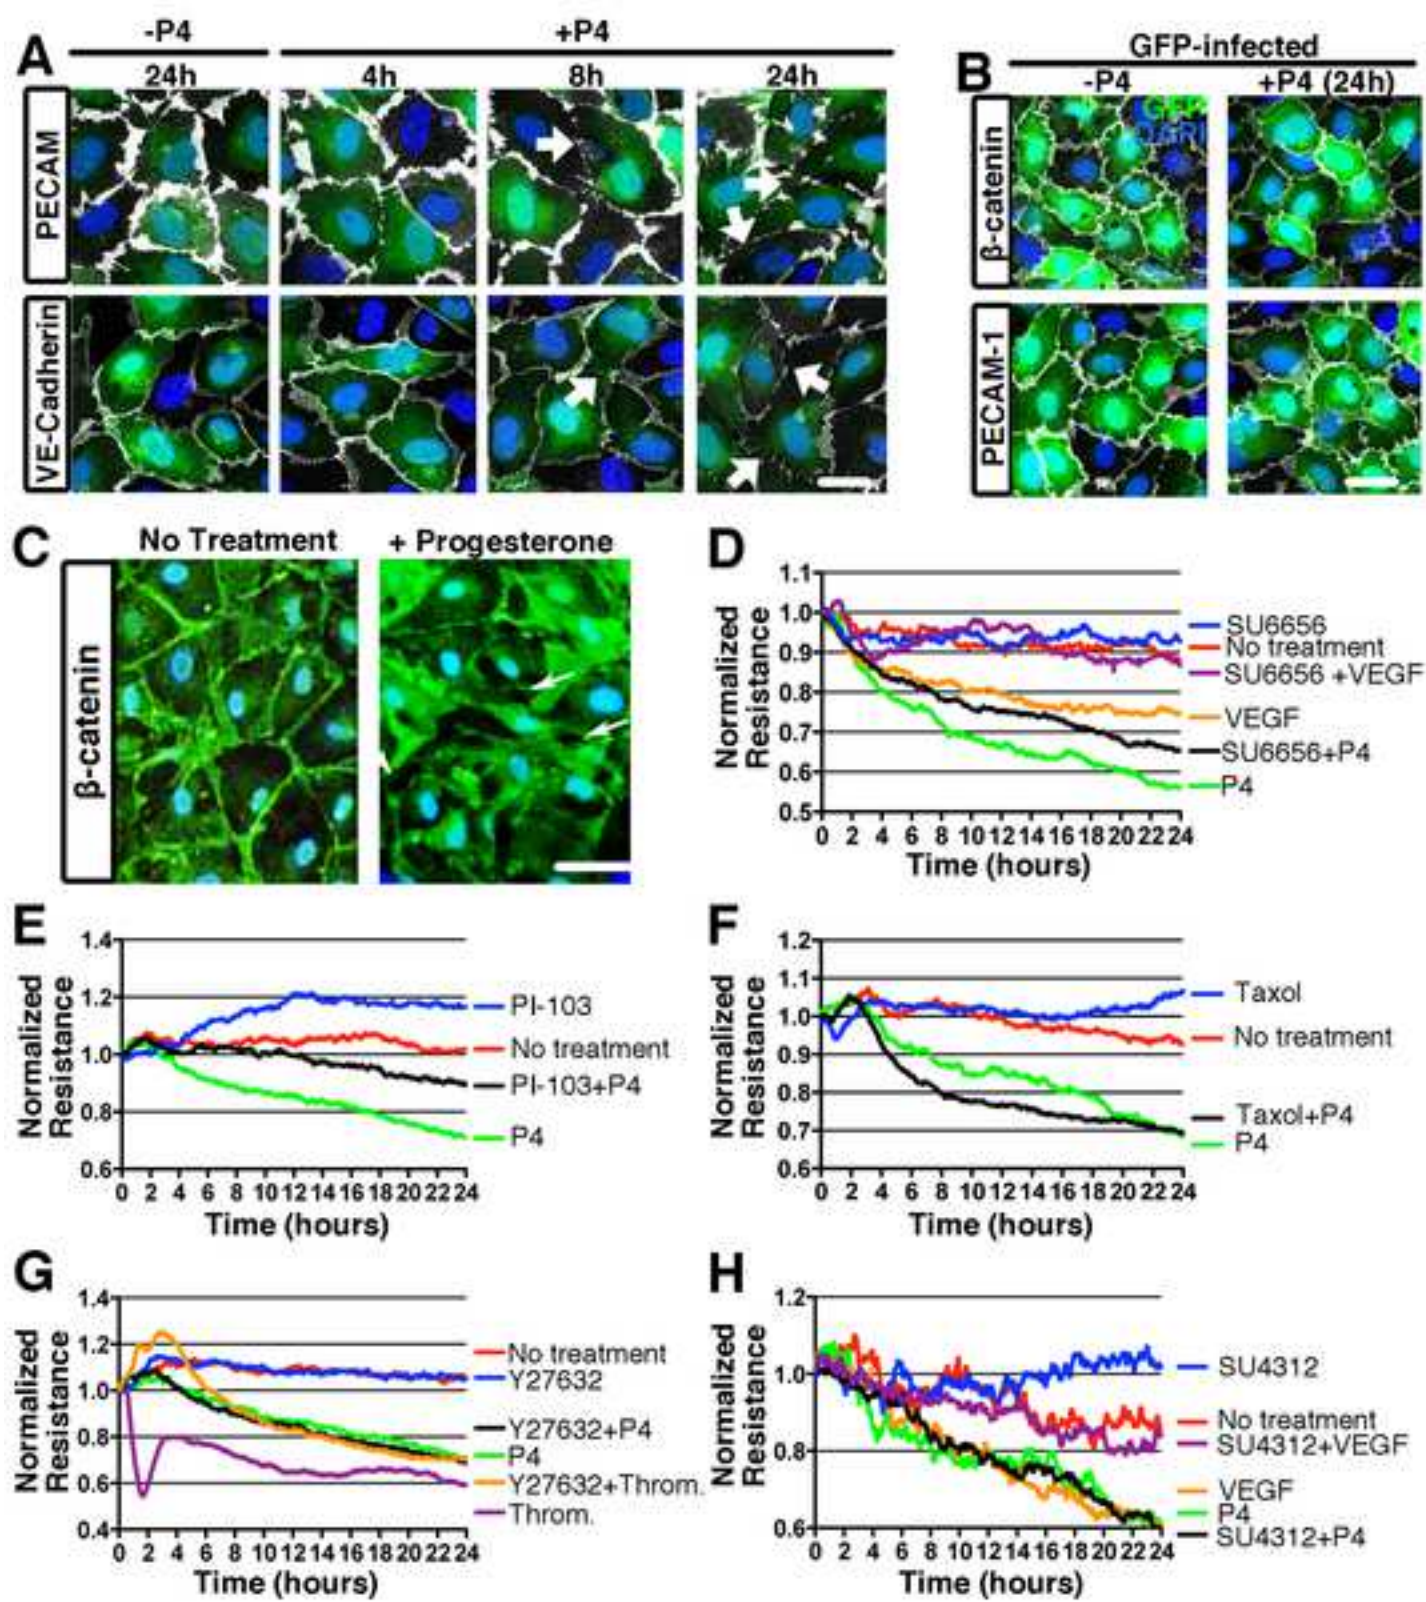 A
-P4
+P4
24h
4h
8h
24h
PECAM
VE-Cadherin
B
GFP-infected
-P4
+P4 (24h)
GFP
DAPI
β-catenin
PECAM-1
C
No Treatment
+ Progesterone
β-catenin
D
Normalized
Resistance
1.1
1.0
0.9
0.8
0.7
0.6
0.5
0 2 4 6 8 10 12 14 16 18 20 22 24
Time (hours)
SU6656
No treatment
SU6656 +VEGF
VEGF
SU6656+P4
P4
E
Normalized
Resistance
1.4
1.2
1.0
0.8
0.6
0 2 4 6 8 10 12 14 16 18 20 22 24
Time (hours)
PI-103
No treatment
PI-103+P4
P4
F
Normalized
Resistance
1.2
1.1
1.0
0.9
0.8
0.7
0.6
0 2 4 6 8 10 12 14 16 18 20 22 24
Time (hours)
Taxol
No treatment
Taxol+P4
P4
G
Normalized
Resistance
1.4
1.2
1.0
0.8
0.6
0.4
0 2 4 6 8 10 12 14 16 18 20 22 24
Time (hours)
No treatment
Y27632
Y27632+P4
P4
Y27632+Throm.
Throm.
H
Normalized
Resistance
1.2
1.0
0.8
0.6
0 2 4 6 8 10 12 14 16 18 20 22 24
Time (hours)
SU4312
No treatment
SU4312+VEGF
VEGF
P4
SU4312+P4